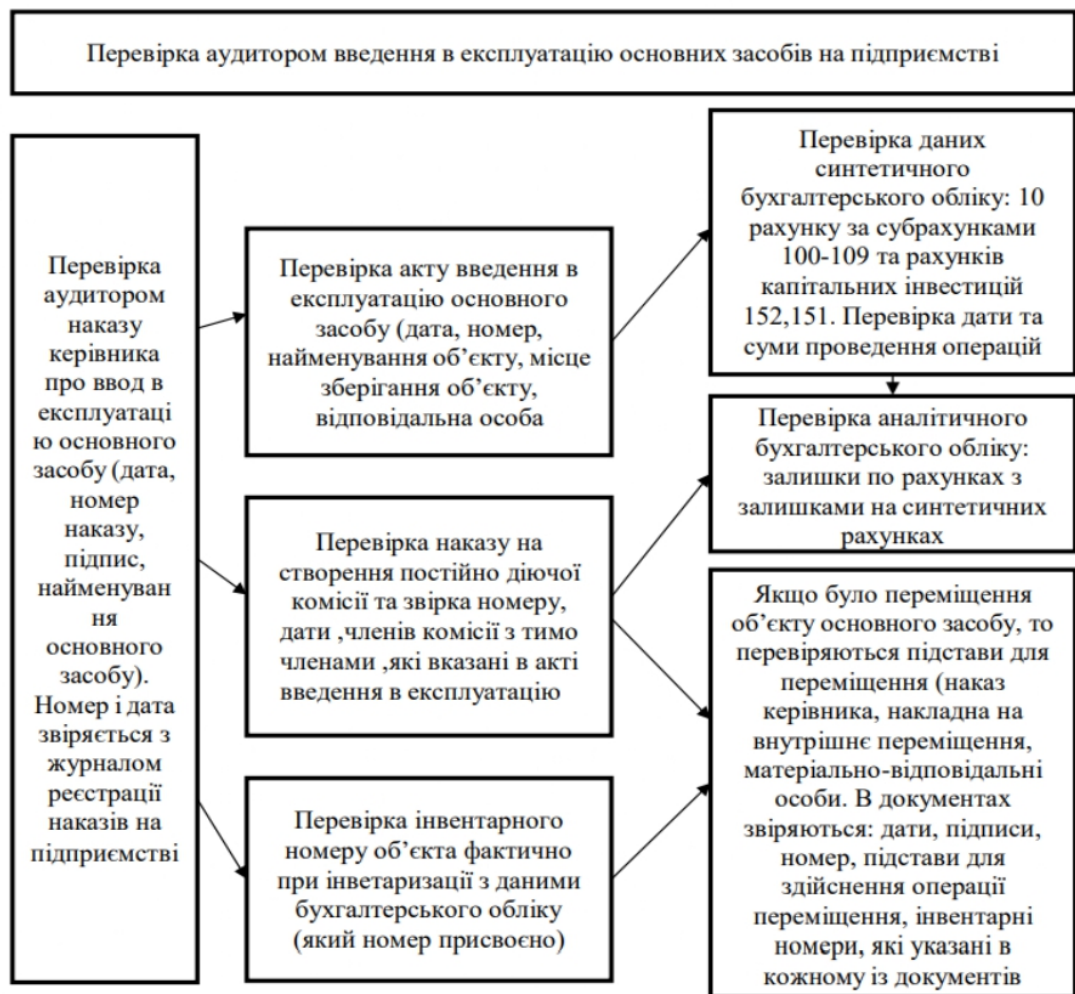 Перевірка аудитором введення в експлуатацію основних засобів на підприємстві
Перевірка
аудитором
наказу
керівника
про ввод в
експлуатаці
ю основного
засобу (дата,
номер
наказу,
підпис,
найменуван
ня
основного
засобу).
Номер і дата
звіряється з
журналом
реєстрації
наказів на
підприємстві
Перевірка акту введення в
експлуатацію основного
засобу (дата, номер,
найменування об’єкту, місце
зберігання об’єкту,
відповідальна особа
Перевірка наказу на
створення постійно діючої
комісії та звірка номеру,
дати ,членів комісії з тимо
членами ,які вказані в акті
введення в експлуатацію
Перевірка інвентарного
номеру об’єкта фактично
при інветаризації з даними
бухгалтерського обліку
(який номер присвоєно)
Перевірка даних
синтетичного
бухгалтерського обліку: 10
рахунку за субрахунками
100-109 та рахунків
капітальних інвестицій
152,151. Перевірка дати та
суми проведення операцій
Перевірка аналітичного
бухгалтерського обліку:
залишки по рахунках з
залишками на синтетичних
рахунках
Якщо було переміщення
об’єкту основного засобу, то
перевіряються підстави для
переміщення (наказ
керівника, накладна на
внутрішнє переміщення,
матеріально-відповідальні
особи. В документах
звіряються: дати, підписи,
номер, підстави для
здійснення операції
переміщення, інвентарні
номери, які указані в
кожному із документів